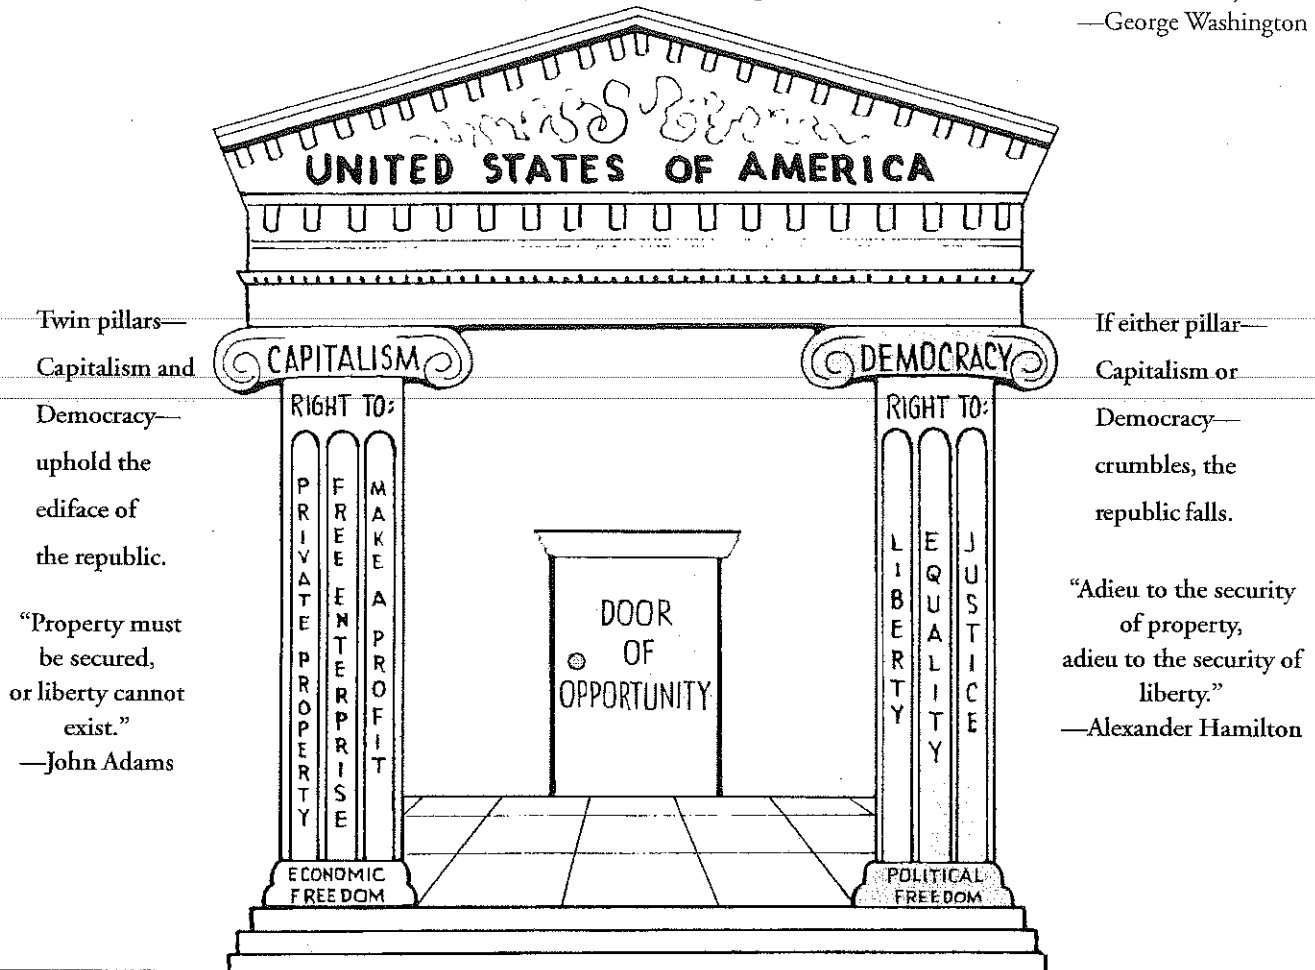 —George Washington
UNITED STATES OF AMERICA
Twin pillars—
Capitalism and
Democracy—
uphold the
ediface of
the republic.
“Property must
be secured,
or liberty cannot
exist.”
—John Adams
CAPITALISM
RIGHT TO:
PRIVATE PROPERTY
FREE ENTERPRISE
MAKE A PROFIT
ECONOMIC
FREEDOM
DOOR
OF
OPPORTUNITY
DEMOCRACY
RIGHT TO:
LIBERTY
EQUALITY
JUSTICE
POLITICAL
FREEDOM
If either pillar—
Capitalism or
Democracy—
crumbles, the
republic falls.
“Adieu to the security
of property,
adieu to the security of
liberty.”
—Alexander Hamilton